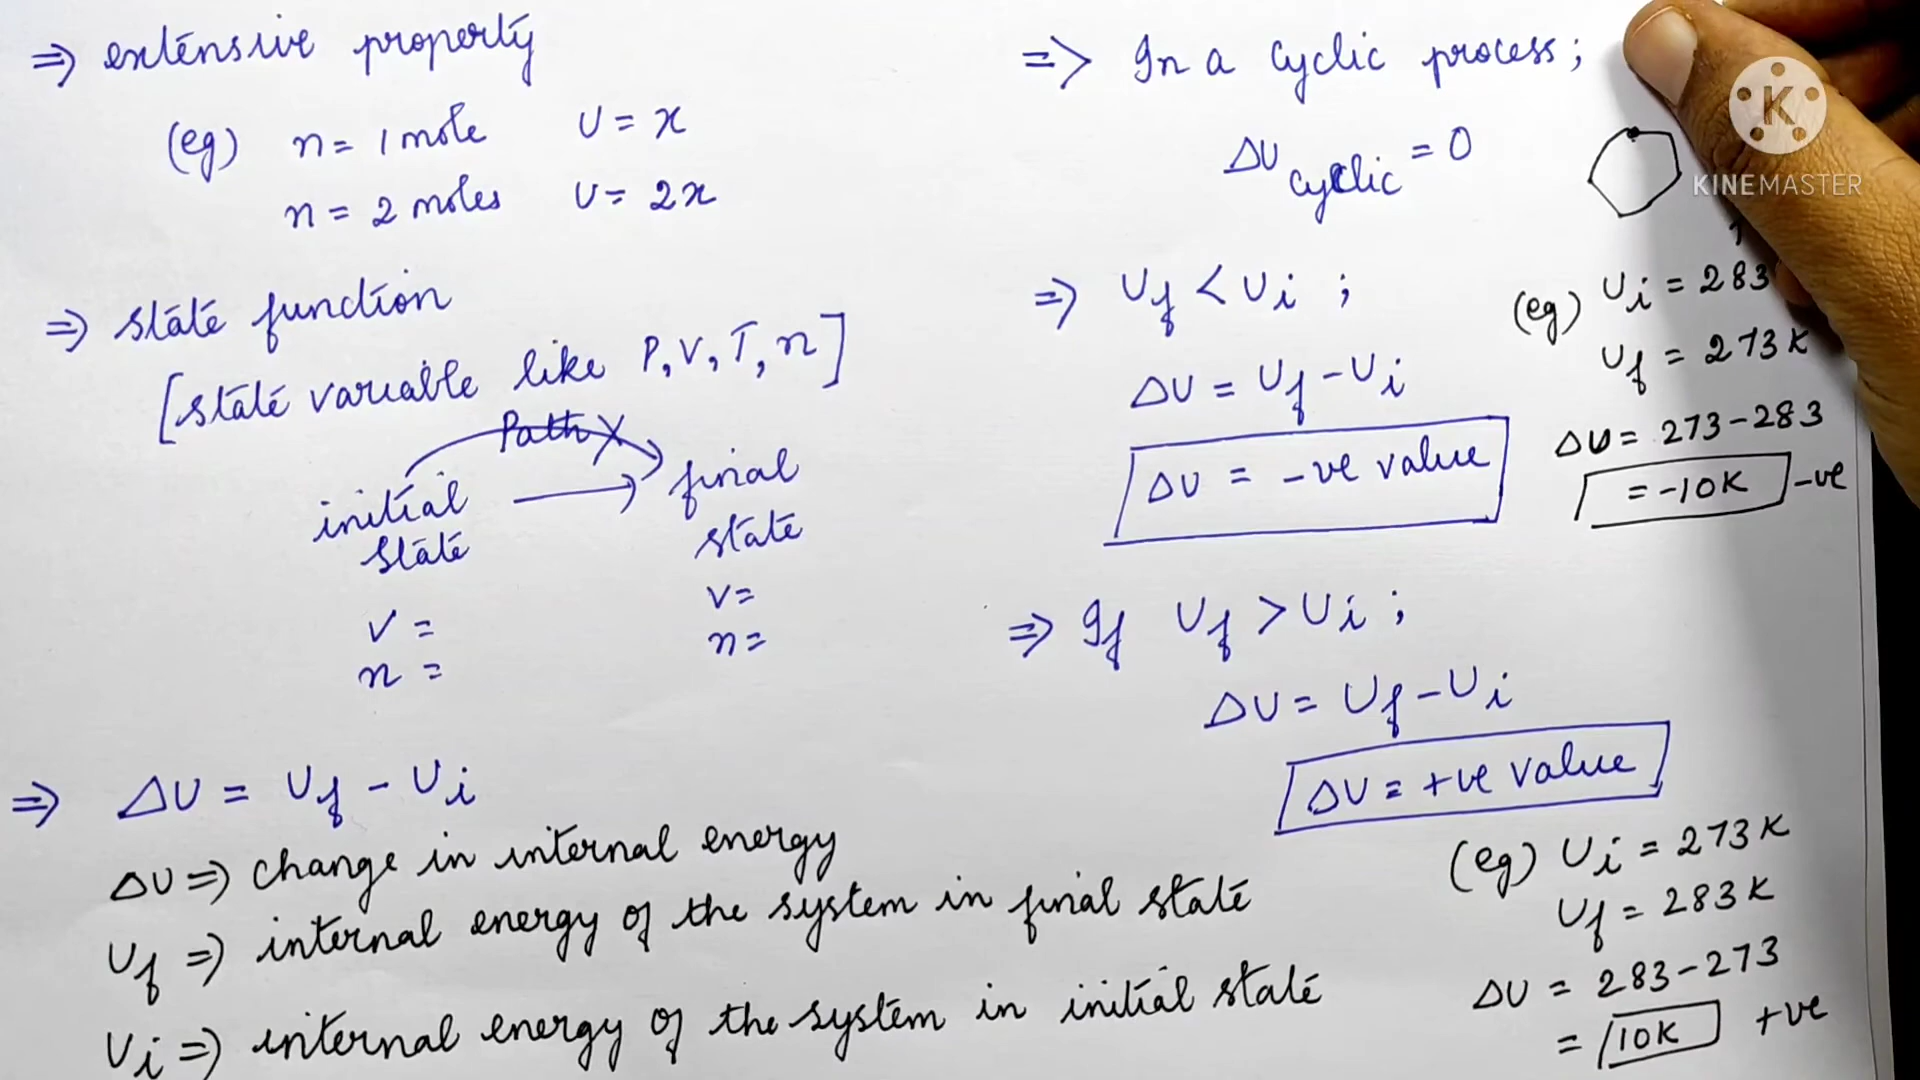 ⇒ extensive property
(eg) n = 1 mole U = x
n = 2 moles U = 2x
⇒ state function
[state variable like P, V, T, n]
Path X
initial state → final state
V =
n =
V =
n =
⇒ ΔU = Uf - Ui
ΔU ⇒ change in internal energy
Uf ⇒ internal energy of the system in final state
Ui ⇒ internal energy of the system in initial state
⇒ In a cyclic process;
ΔU cyclic = 0
⇒ Uf < Ui ;
ΔU = Uf - Ui
ΔU = -ve value
(eg) Ui = 283
Uf = 273K
ΔU = 273-283
= -10K -ve
⇒ If Uf > Ui ;
ΔU = Uf - Ui
ΔU = +ve value
(eg) Ui = 273K
Uf = 283K
ΔU = 283-273
= 10K +ve
KINEMASTER